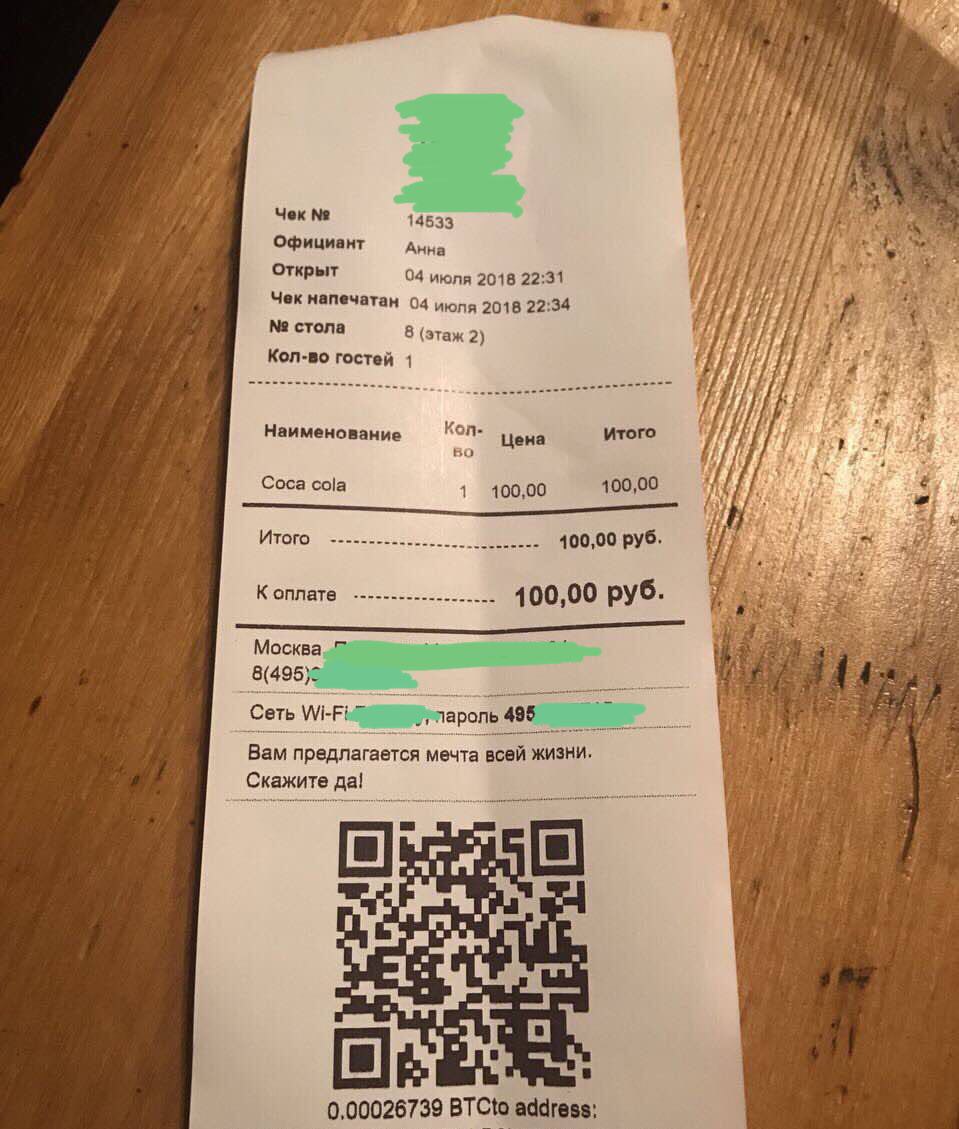 Чек № 14533
Официант Анна
Открыт 04 июля 2018 22:31
Чек напечатан 04 июля 2018 22:34
№ стола 8 (этаж 2)
Кол-во гостей 1
Наименование Кол-во Цена Итого
Coca cola 1 100,00 100,00
Итого 100,00 руб.
К оплате 100,00 руб.
Москва,
8(495)
Сеть Wi-Fi пароль 495
Вам предлагается мечта всей жизни.
Скажите да!
0.00026739 BTCto address: